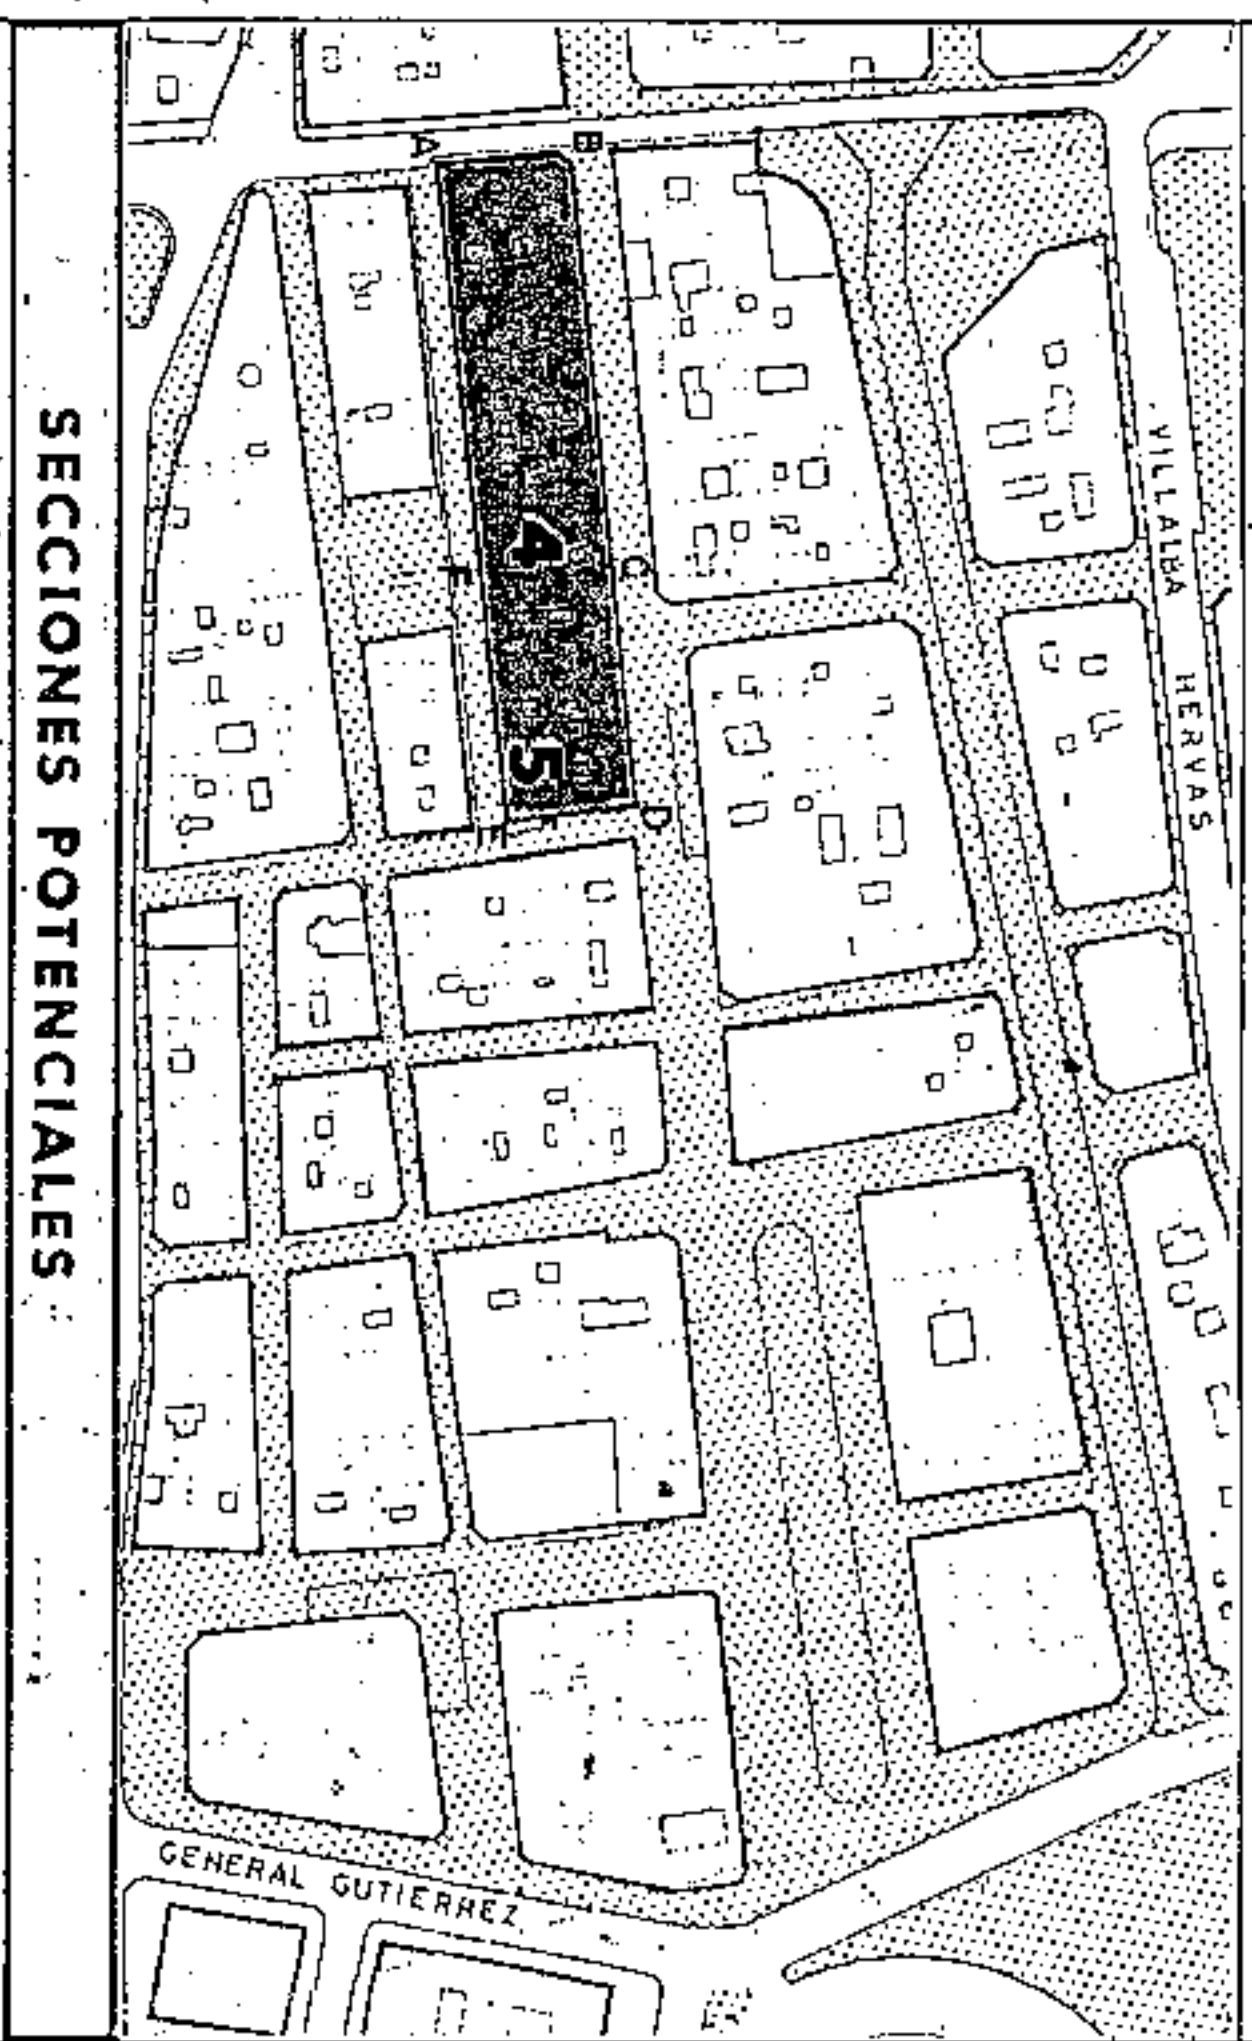 SECCIONES POTENCIALES
A
B
4
C
E
5
D
F
VILLALBA HERVAS
GENERAL GUTIERREZ